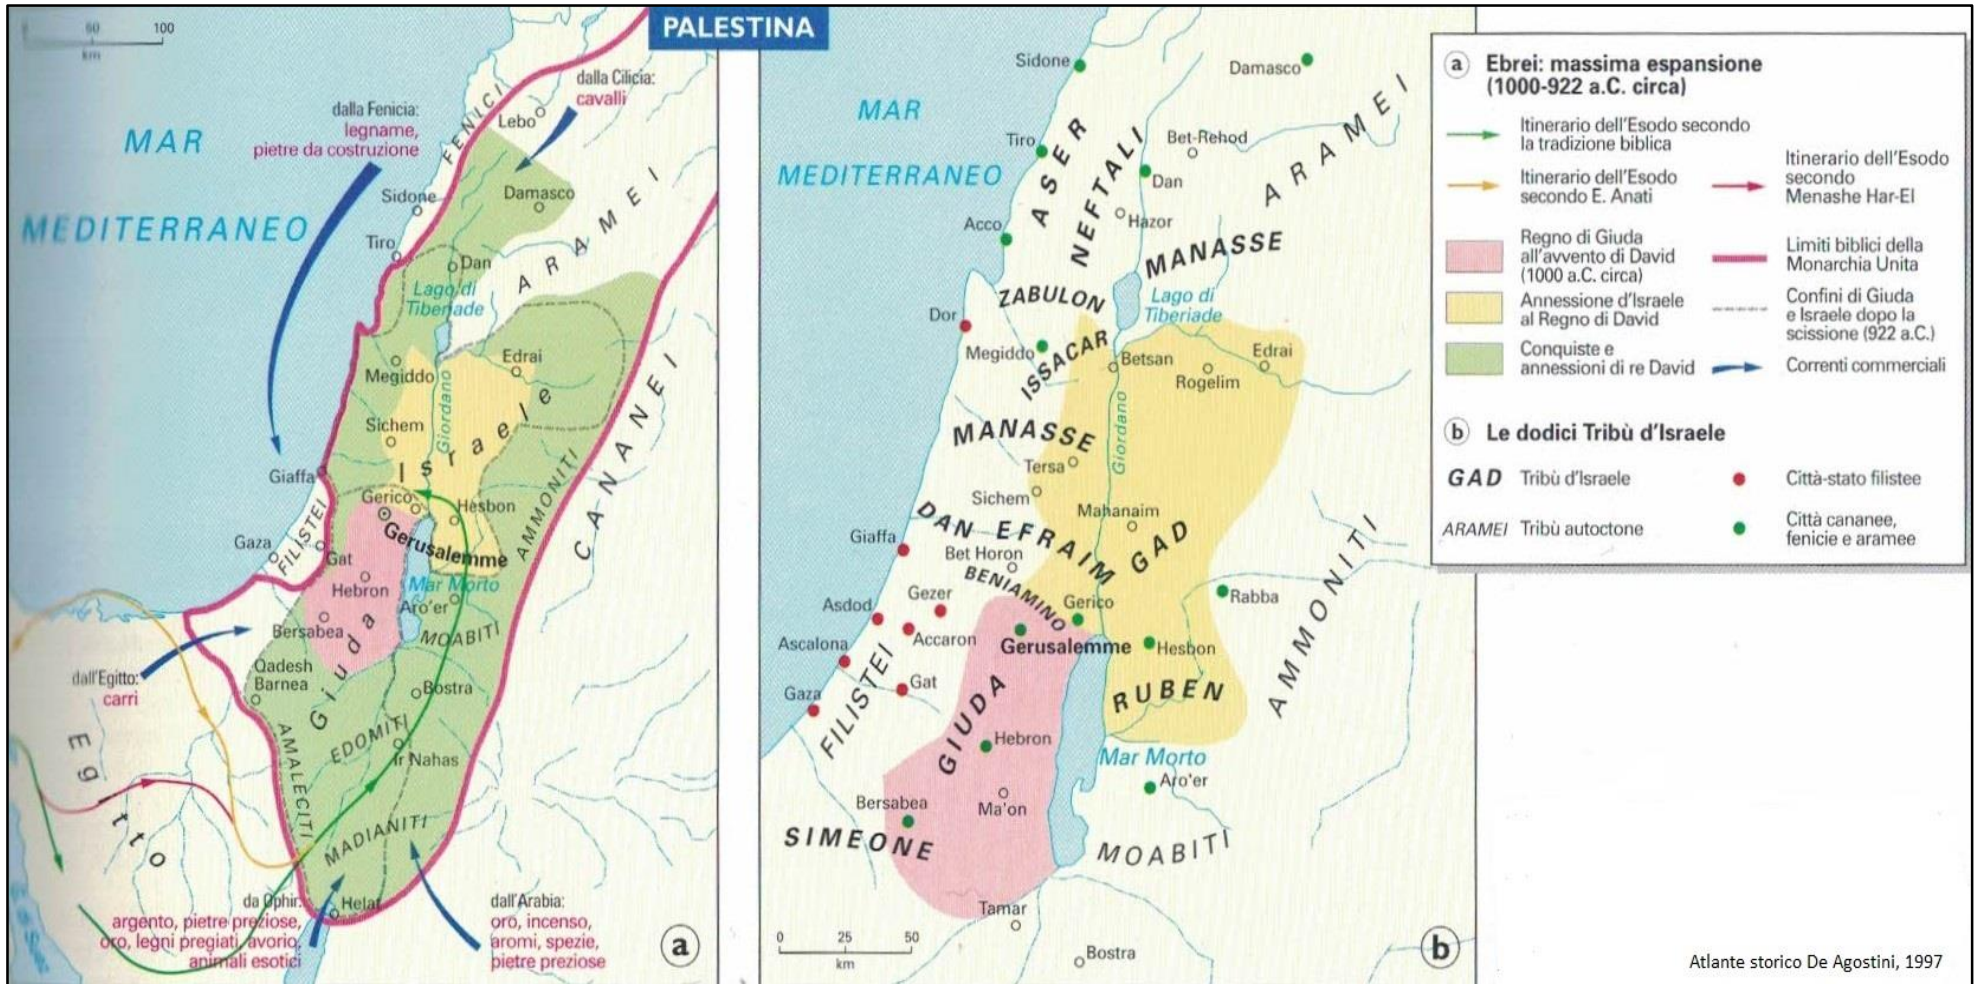 PALESTINA
50
100
km
MAR
MEDITERRANEO
dalla Fenicia:
legname,
pietre da costruzione
dalla Cilicia:
cavalli
Lebo
FENICI
Sidone
Damasco
Tiro
Dan
ARAMEI
Lago di
Tiberiade
Megiddo
Edrai
Giordano
Sichem
Israele
Giaffa
Gerico
Hesbon
Gerusalemme
AMMONITI
CANANEI
FILISTEI
Gaza
Gat
Hebron
Mar Morto
Aro'er
Bersabea
MOABITI
Giuda
dall'Egitto:
carri
Qadesh
Barnea
Bostra
EDOMITI
Ir Nahas
AMALECITI
MADIANITI
Egitto
Helat
da Ophir:
argento, pietre preziose,
oro, legni pregiati, avorio,
animali esotici
dall'Arabia:
oro, incenso,
aromi, spezie,
pietre preziose
a
MAR
MEDITERRANEO
Sidone
Damasco
ARAMEI
Tiro
ASER
NEFTALI
Bet-Rehod
Dan
Hazor
Acco
MANASSE
ZABULON
Lago di
Tiberiade
Dor
Megiddo
ISSACAR
Betsan
Rogelim
Edrai
Giordano
MANASSE
Tersa
Sichem
Mahanaim
DAN
EFRAIM
GAD
Giaffa
Bet Horon
BENIAMINO
Gezer
Gerico
Rabba
AMMONITI
Asdod
Accaron
Gerusalemme
Hesbon
Ascalona
Gat
Gaza
FILISTEI
RUBEN
GIUDA
Hebron
Mar Morto
Aro'er
Ma'on
Bersabea
SIMEONE
MOABITI
Tamar
Bostra
0
25
50
km
b
a Ebrei: massima espansione
(1000-922 a.C. circa)
Itinerario dell'Esodo secondo
la tradizione biblica
Itinerario dell'Esodo
secondo E. Anati
Itinerario dell'Esodo
secondo
Menashe Har-El
Regno di Giuda
all'avvento di David
(1000 a.C. circa)
Limiti biblici della
Monarchia Unita
Annessione d'Israele
al Regno di David
Confini di Giuda
e Israele dopo la
scissione (922 a.C.)
Conquiste e
annessioni di re David
Correnti commerciali
b Le dodici Tribù d'Israele
GAD Tribù d'Israele
Città-stato filistee
ARAMEI Tribù autoctone
Città cananee,
fenicie e aramee
Atlante storico De Agostini, 1997